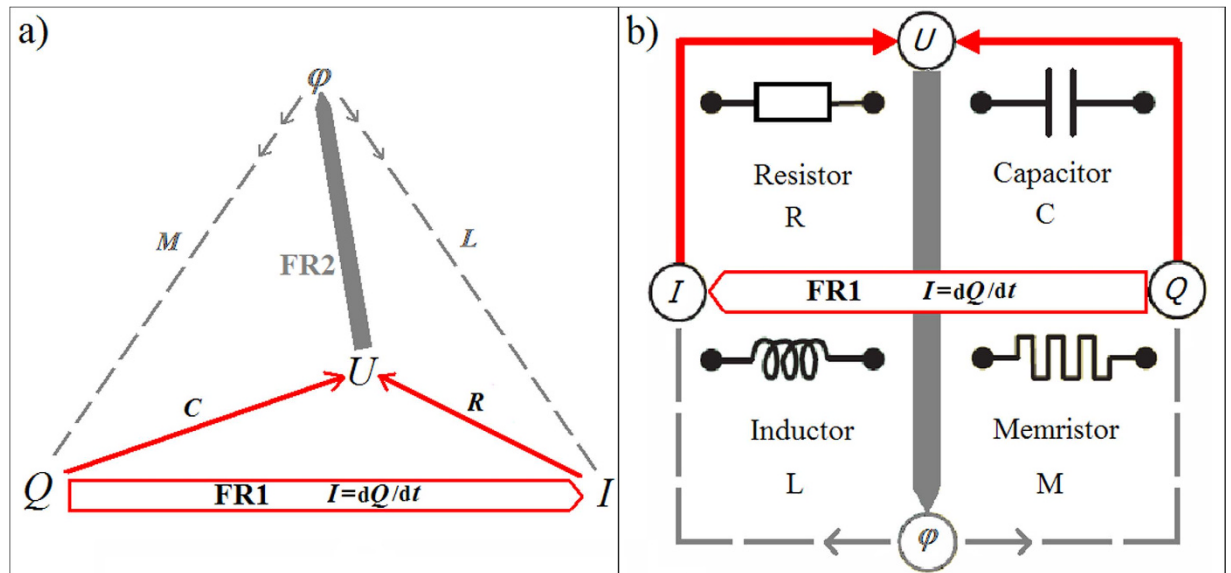 a)
φ
M
L
FR2
U
C
R
Q
FR1 I=dQ/dt
I
b)
U
Resistor
R
Capacitor
C
I
FR1 I=dQ/dt
Q
Inductor
L
Memristor
M
φ